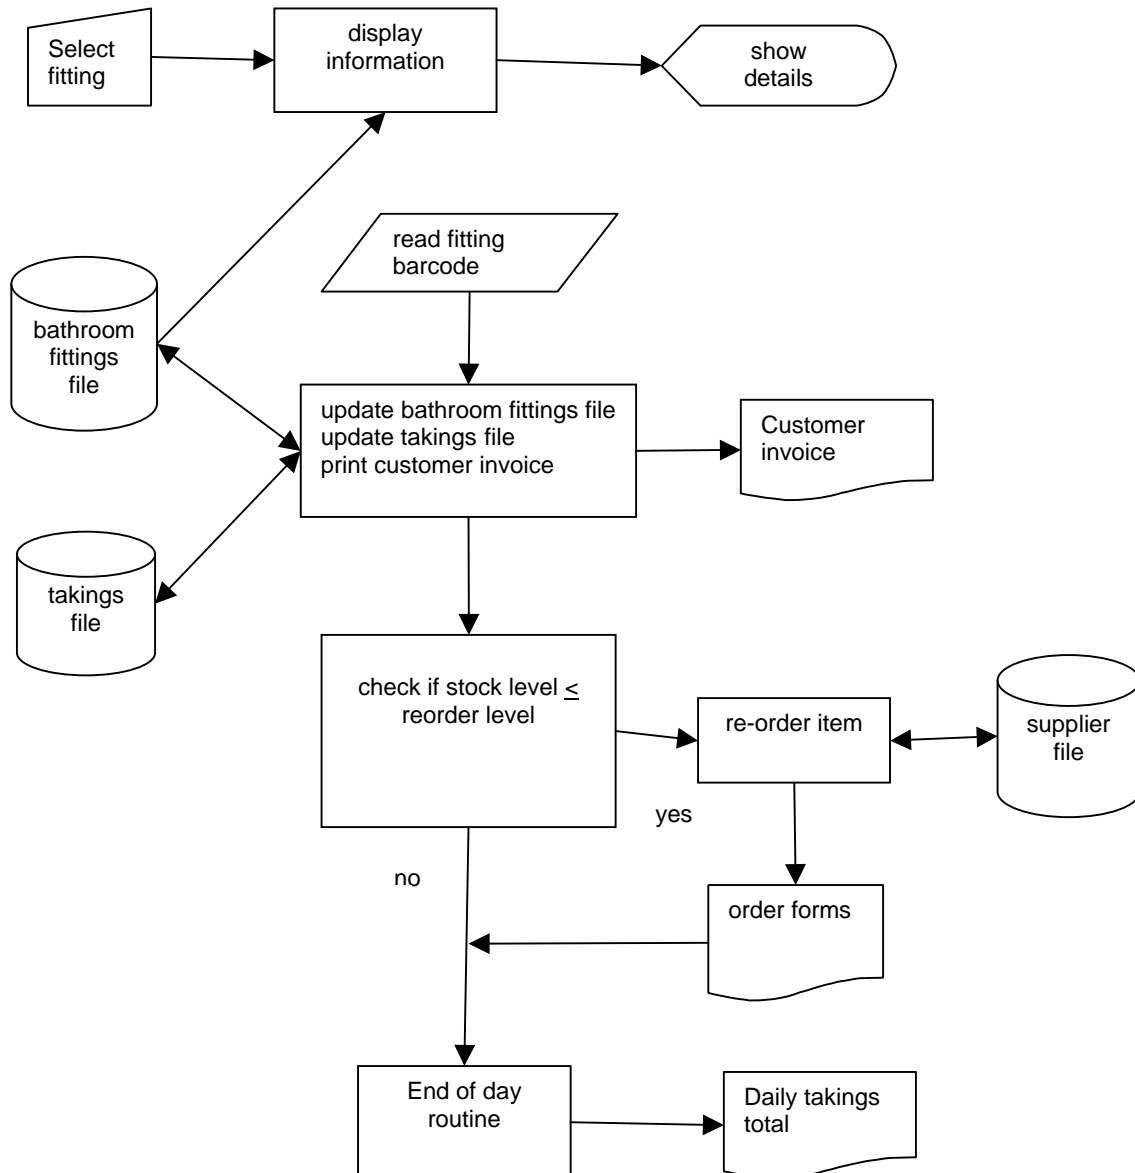 Select
fitting
display
information
show
details
read fitting
barcode
bathroom
fittings
file
update bathroom fittings file
update takings file
print customer invoice
Customer
invoice
takings
file
check if stock level ≤
reorder level
re-order item
supplier
file
yes
no
order forms
End of day
routine
Daily takings
total